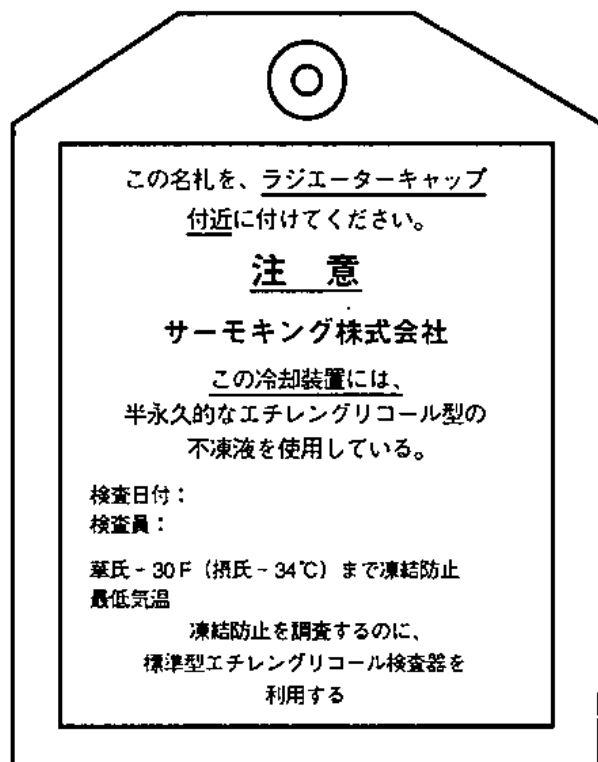 この名札を、ラジエーターキャップ
付近に付けてください。
注 意
サーモキング株式会社
この冷却装置には、
半永久的なエチレングリコール型の
不凍液を使用している。
検査日付：
検査員：
華氏－30F（摂氏－34℃）まで凍結防止
最低気温
凍結防止を調査するのに、
標準型エチレングリコール検査器を
利用する